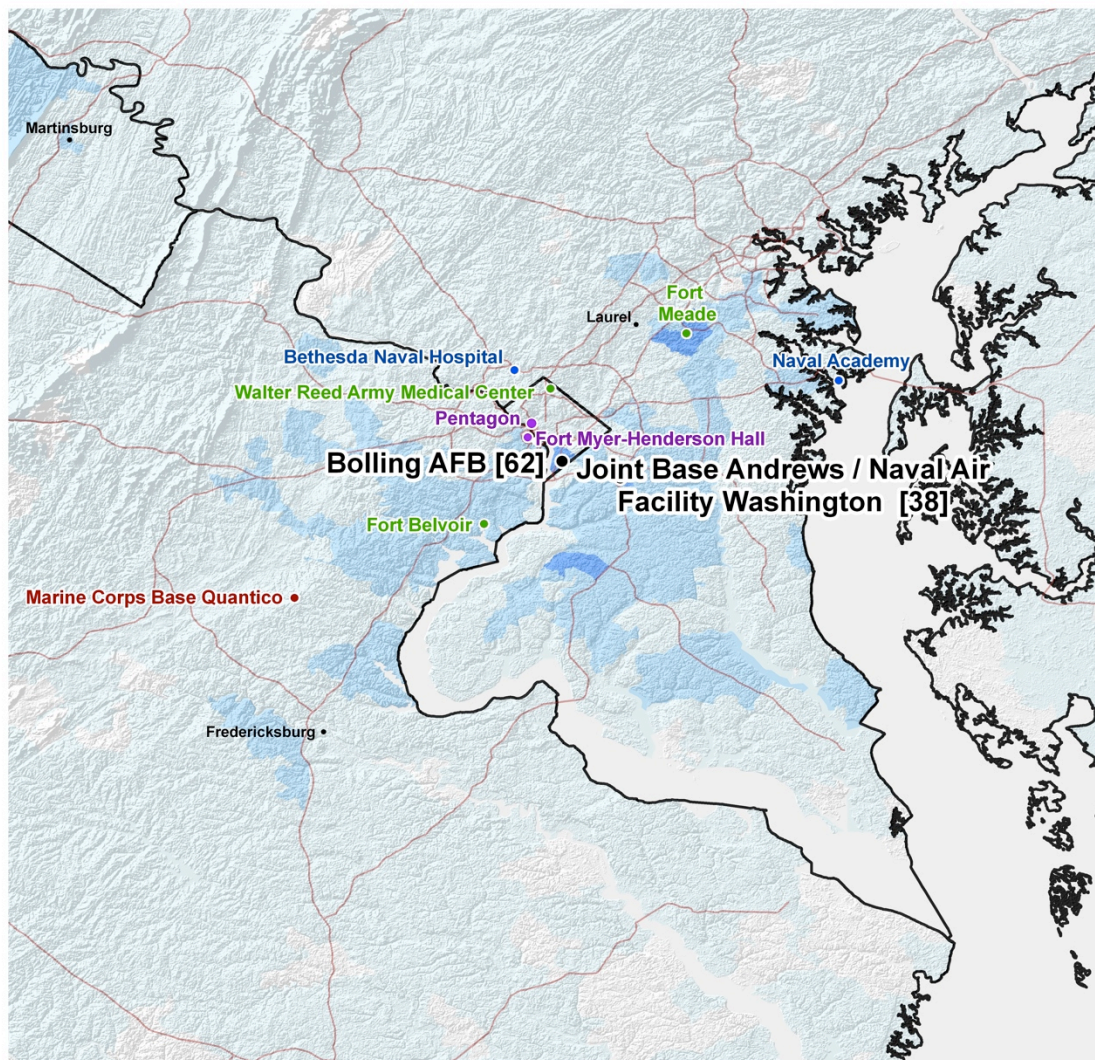 Martinsburg
Fort
Meade
Laurel
Bethesda Naval Hospital
Naval Academy
Walter Reed Army Medical Center
Pentagon
Fort Myer-Henderson Hall
Bolling AFB [62]
Joint Base Andrews / Naval Air
Facility Washington [38]
Fort Belvoir
Marine Corps Base Quantico
Fredericksburg